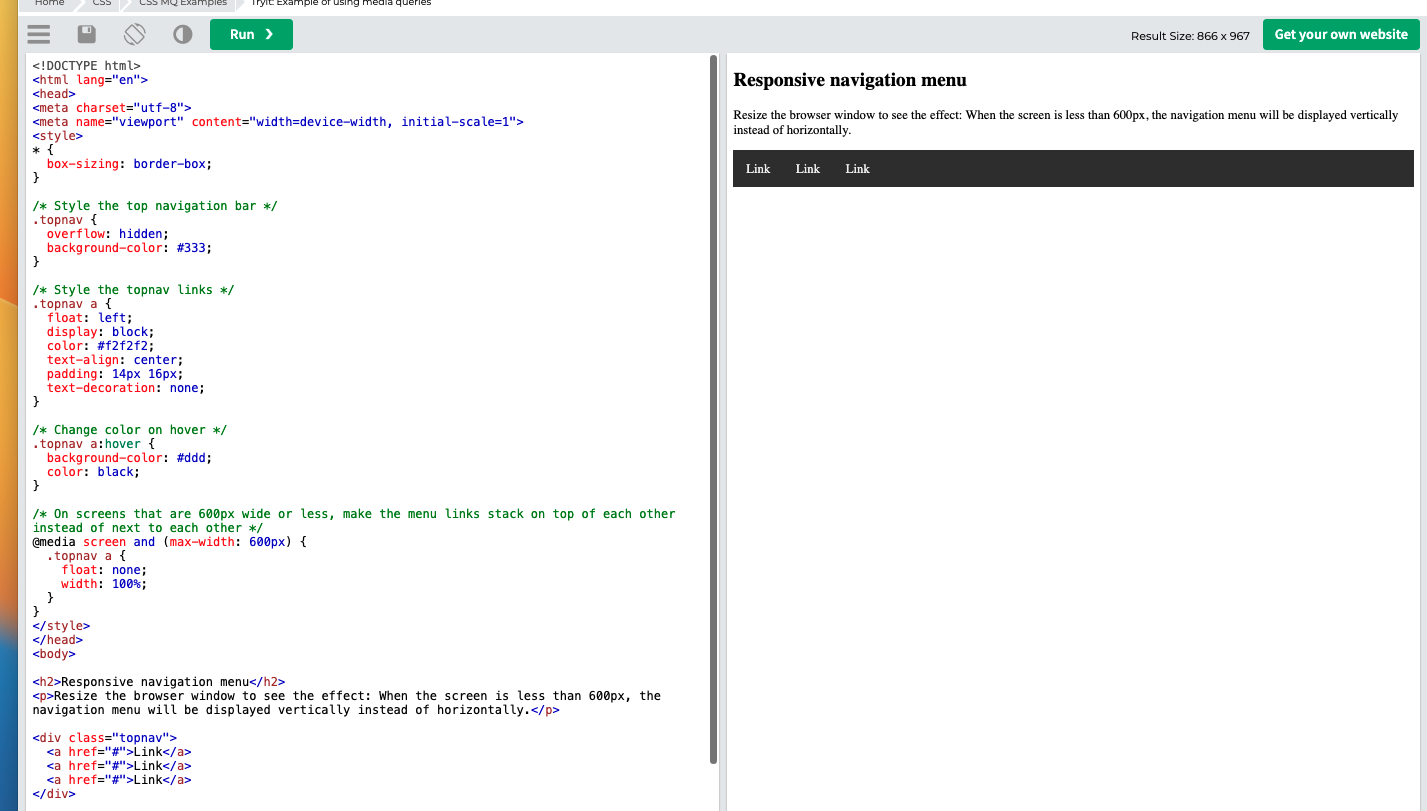 Home CSS CSS MQ Examples Tryit: Example of using media queries
Run ❯ Result Size: 866 x 967 Get your own website
<!DOCTYPE html>
<html lang="en">
<head>
<meta charset="utf-8">
<meta name="viewport" content="width=device-width, initial-scale=1">
<style>
* {
  box-sizing: border-box;
}

/* Style the top navigation bar */
.topnav {
  overflow: hidden;
  background-color: #333;
}

/* Style the topnav links */
.topnav a {
  float: left;
  display: block;
  color: #f2f2f2;
  text-align: center;
  padding: 14px 16px;
  text-decoration: none;
}

/* Change color on hover */
.topnav a:hover {
  background-color: #ddd;
  color: black;
}

/* On screens that are 600px wide or less, make the menu links stack on top of each other
instead of next to each other */
@media screen and (max-width: 600px) {
  .topnav a {
    float: none;
    width: 100%;
  }
}
</style>
</head>
<body>

<h2>Responsive navigation menu</h2>
<p>Resize the browser window to see the effect: When the screen is less than 600px, the
navigation menu will be displayed vertically instead of horizontally.</p>

<div class="topnav">
  <a href="#">Link</a>
  <a href="#">Link</a>
  <a href="#">Link</a>
</div>
Responsive navigation menu
Resize the browser window to see the effect: When the screen is less than 600px, the navigation menu will be displayed vertically
instead of horizontally.
Link Link Link